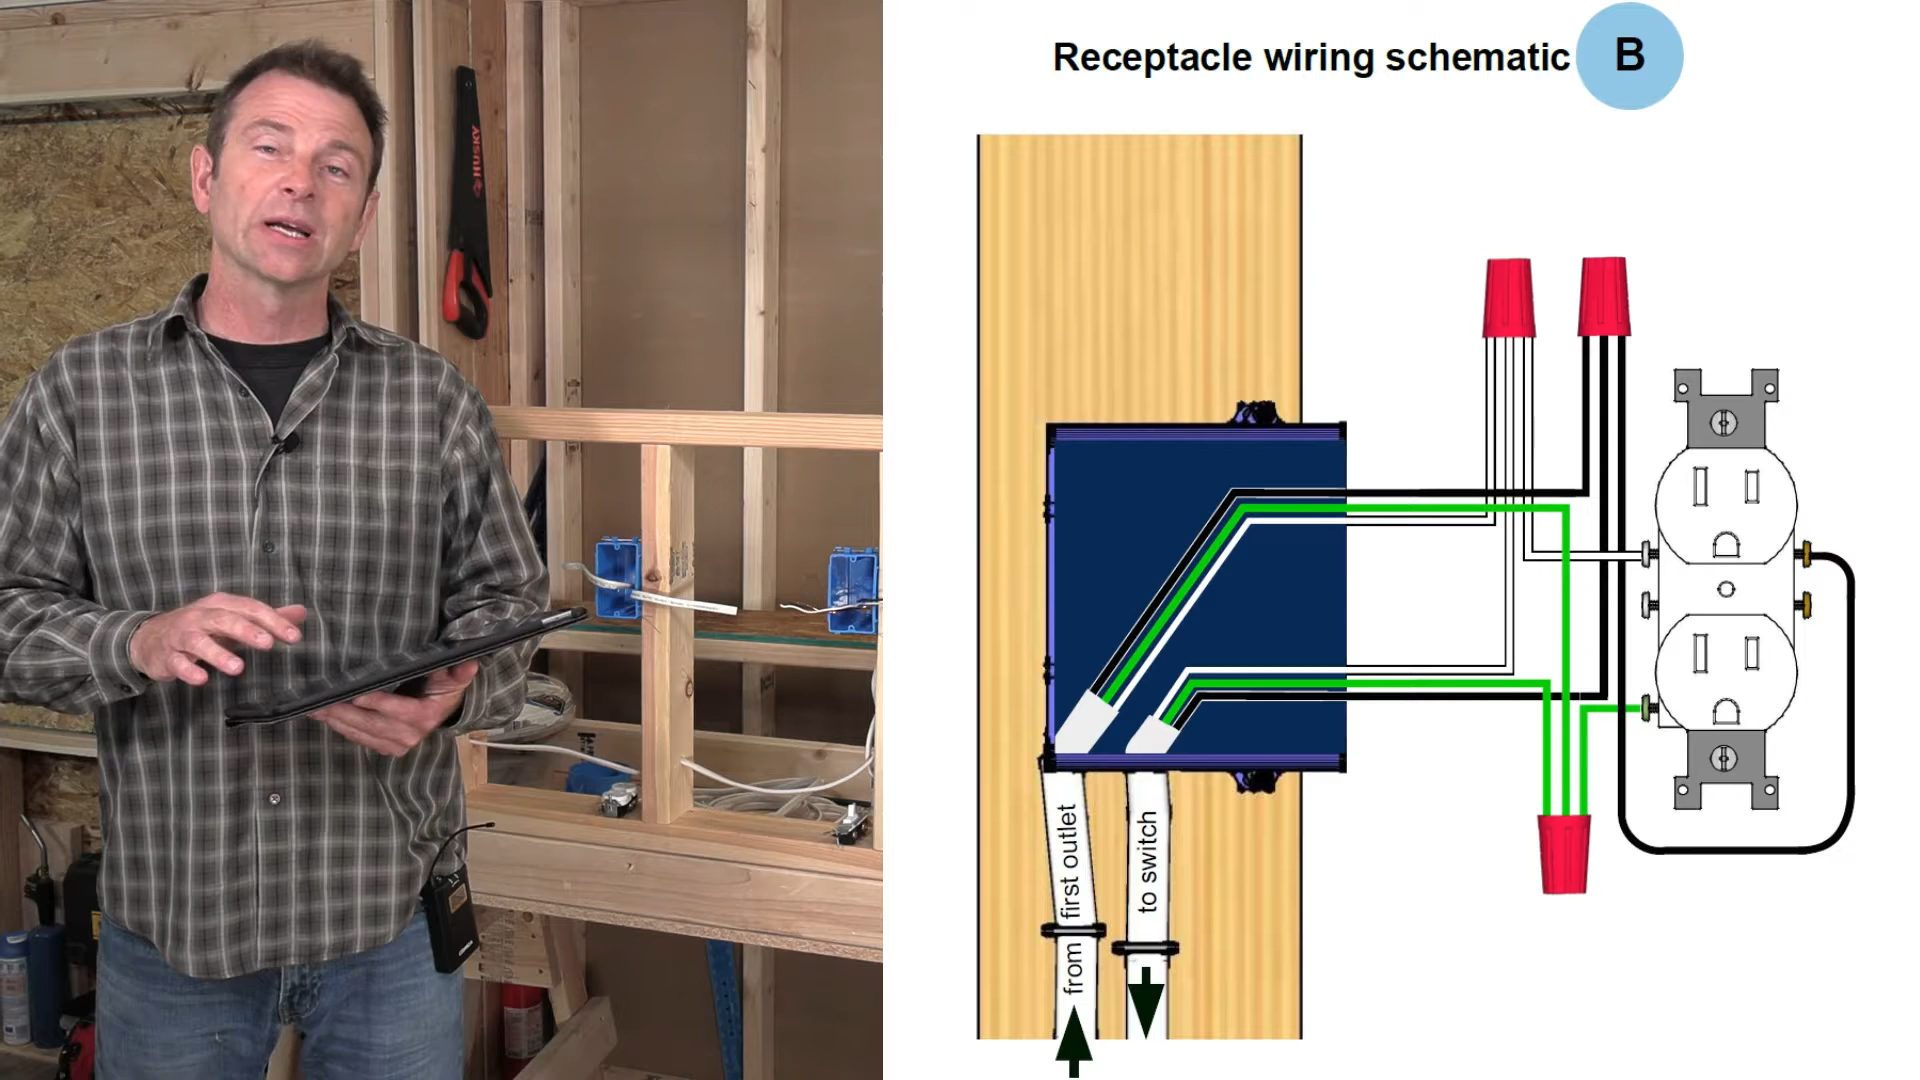 Receptacle wiring schematic B
HUSKY
from first outlet
to switch